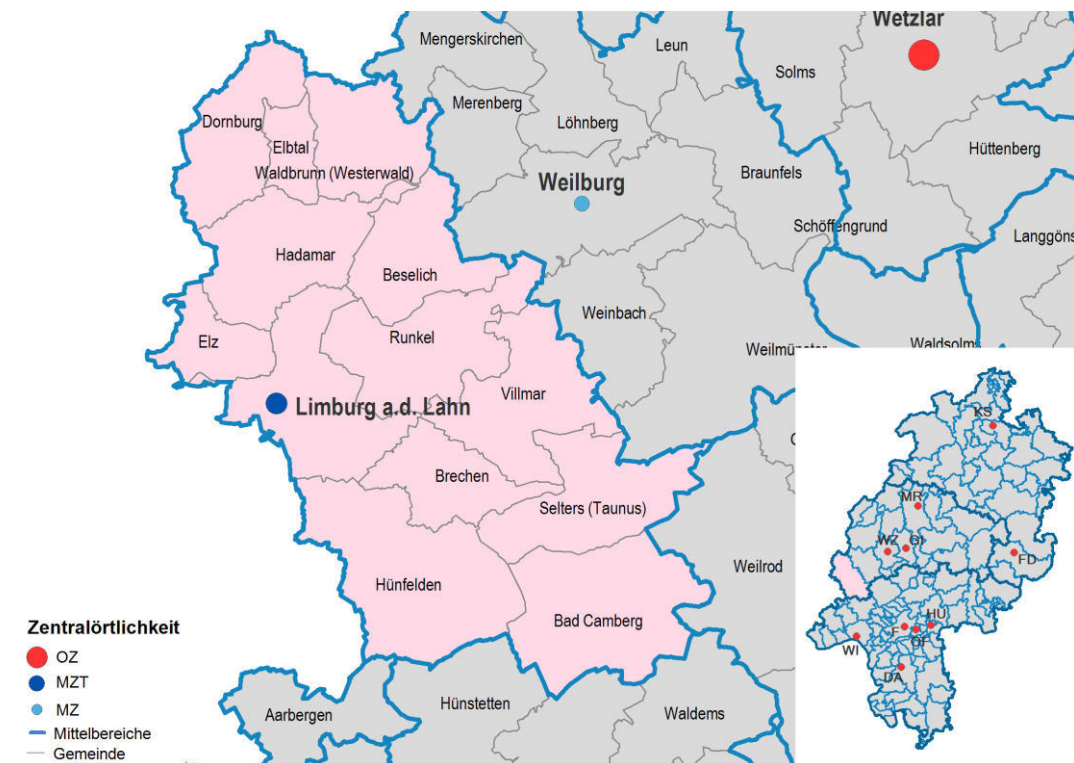 Wetzlar
Mengerskirchen
Leun
Solms
Merenberg
Löhnberg
Dornburg
Elbtal
Hüttenberg
Waldbrunn (Westerwald)
Weilburg
Braunfels
Schöffengrund
Langgöns
Hadamar
Beselich
Weinbach
Elz
Runkel
Weilmünster
Waldsolms
Villmar
Limburg a.d. Lahn
Brechen
Selters (Taunus)
Weilrod
Hünfelden
Bad Camberg
Hünstetten
Aarbergen
Waldems
KS
MR
WZ
GI
FD
HU
F
OF
WI
DA
Zentralörtlichkeit
OZ
MZT
MZ
Mittelbereiche
Gemeinde